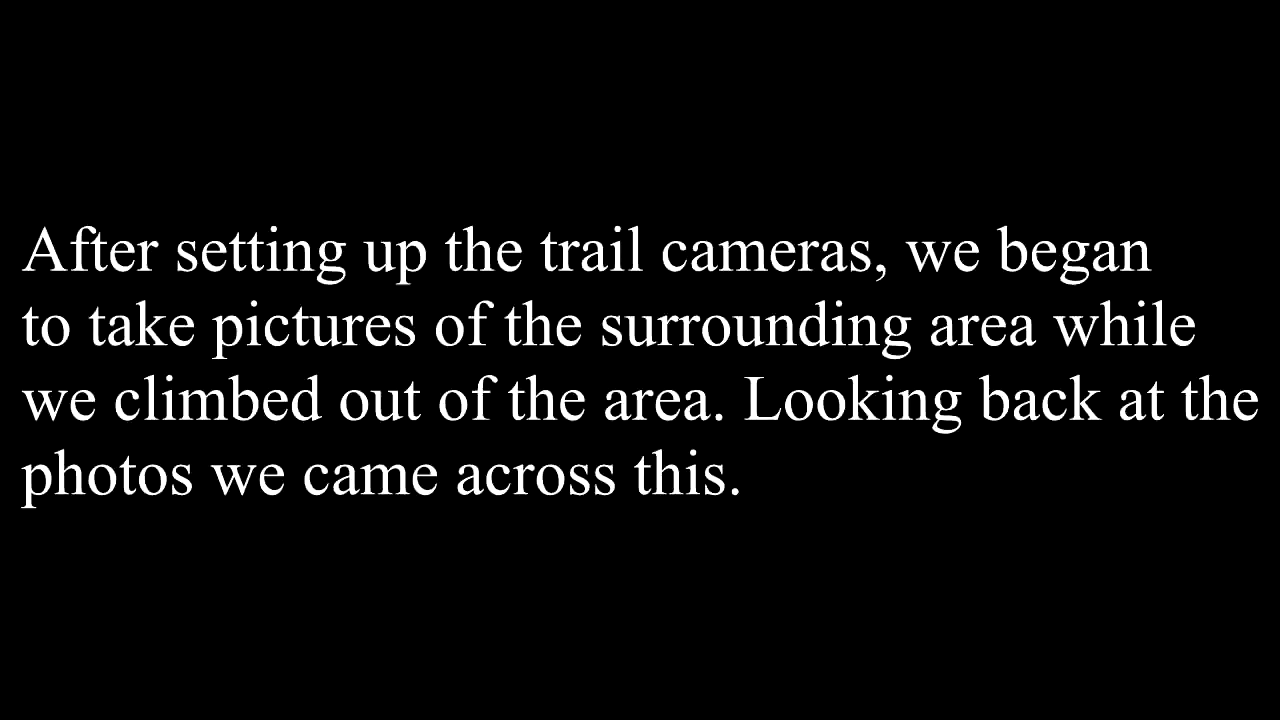 After setting up the trail cameras, we began
to take pictures of the surrounding area while
we climbed out of the area. Looking back at the
photos we came across this.